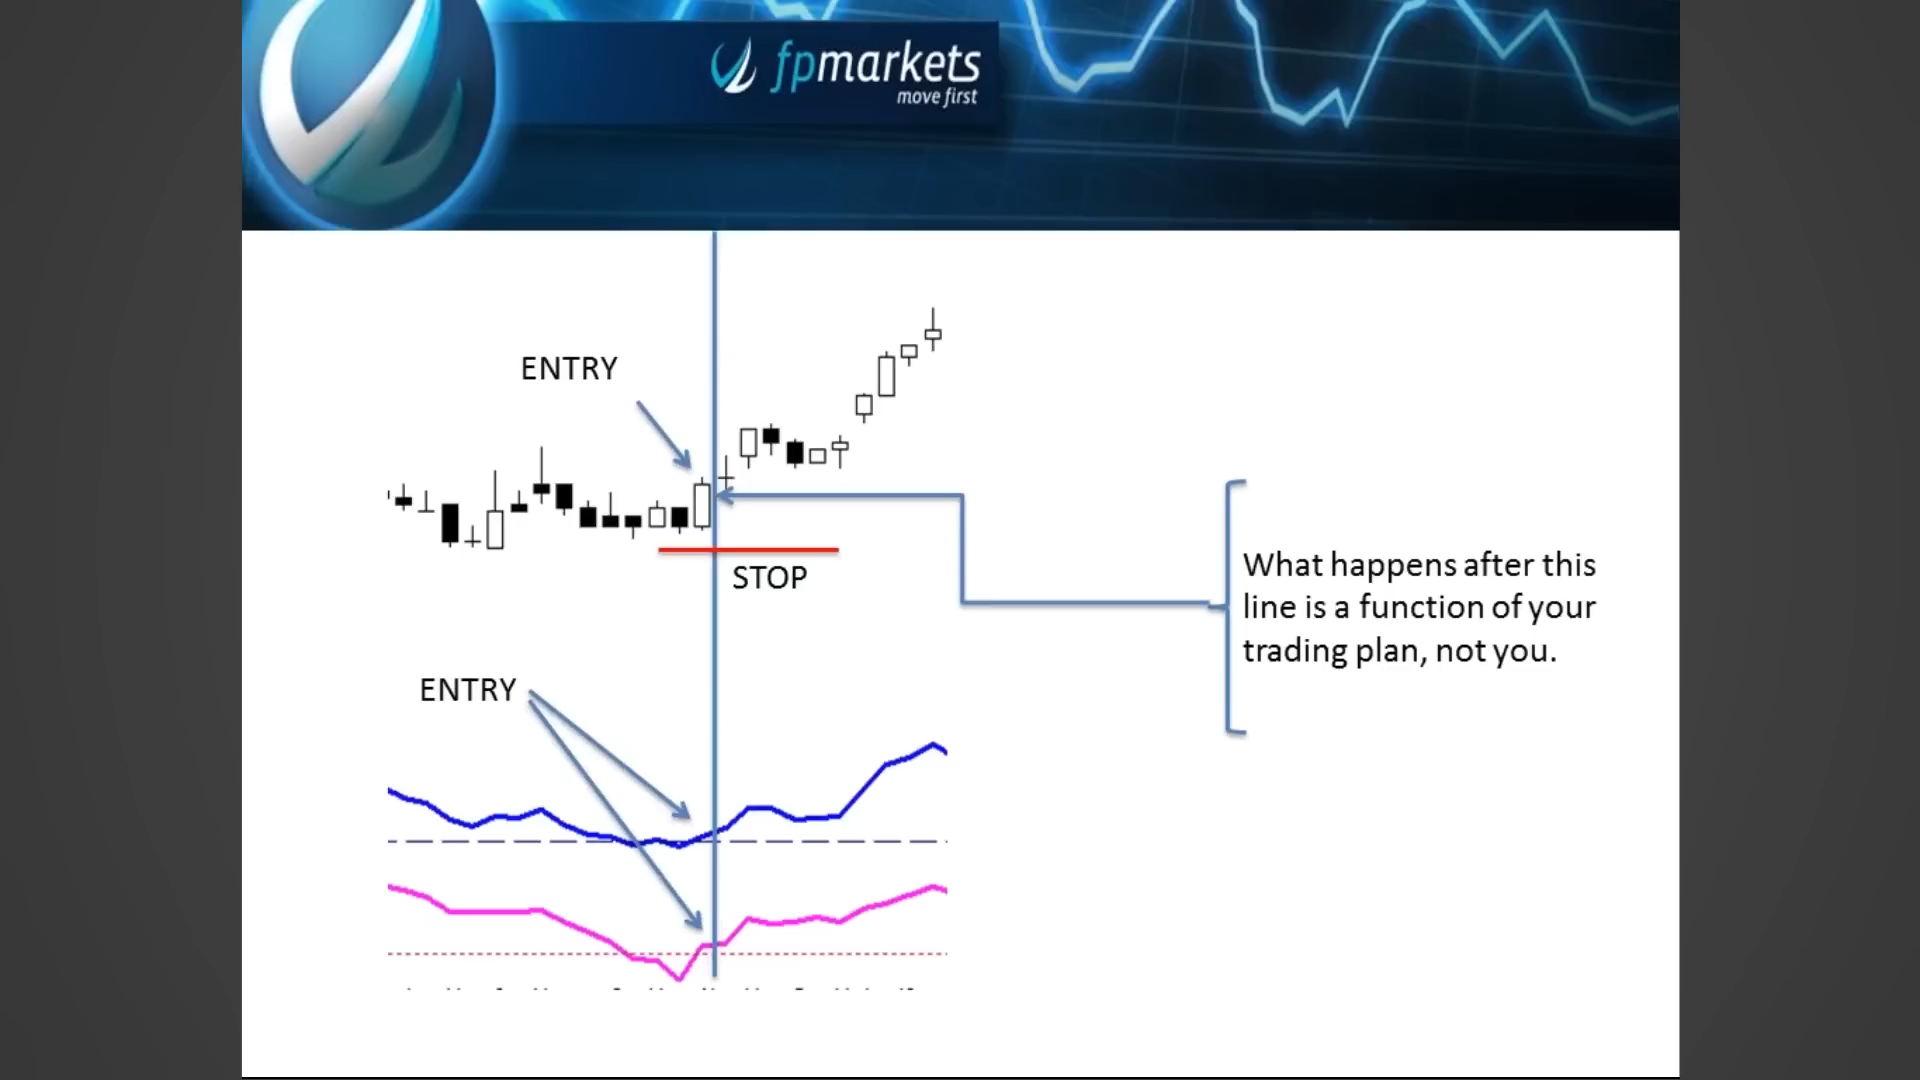 fpmarkets
move first
ENTRY
STOP
What happens after this
line is a function of your
trading plan, not you.
ENTRY